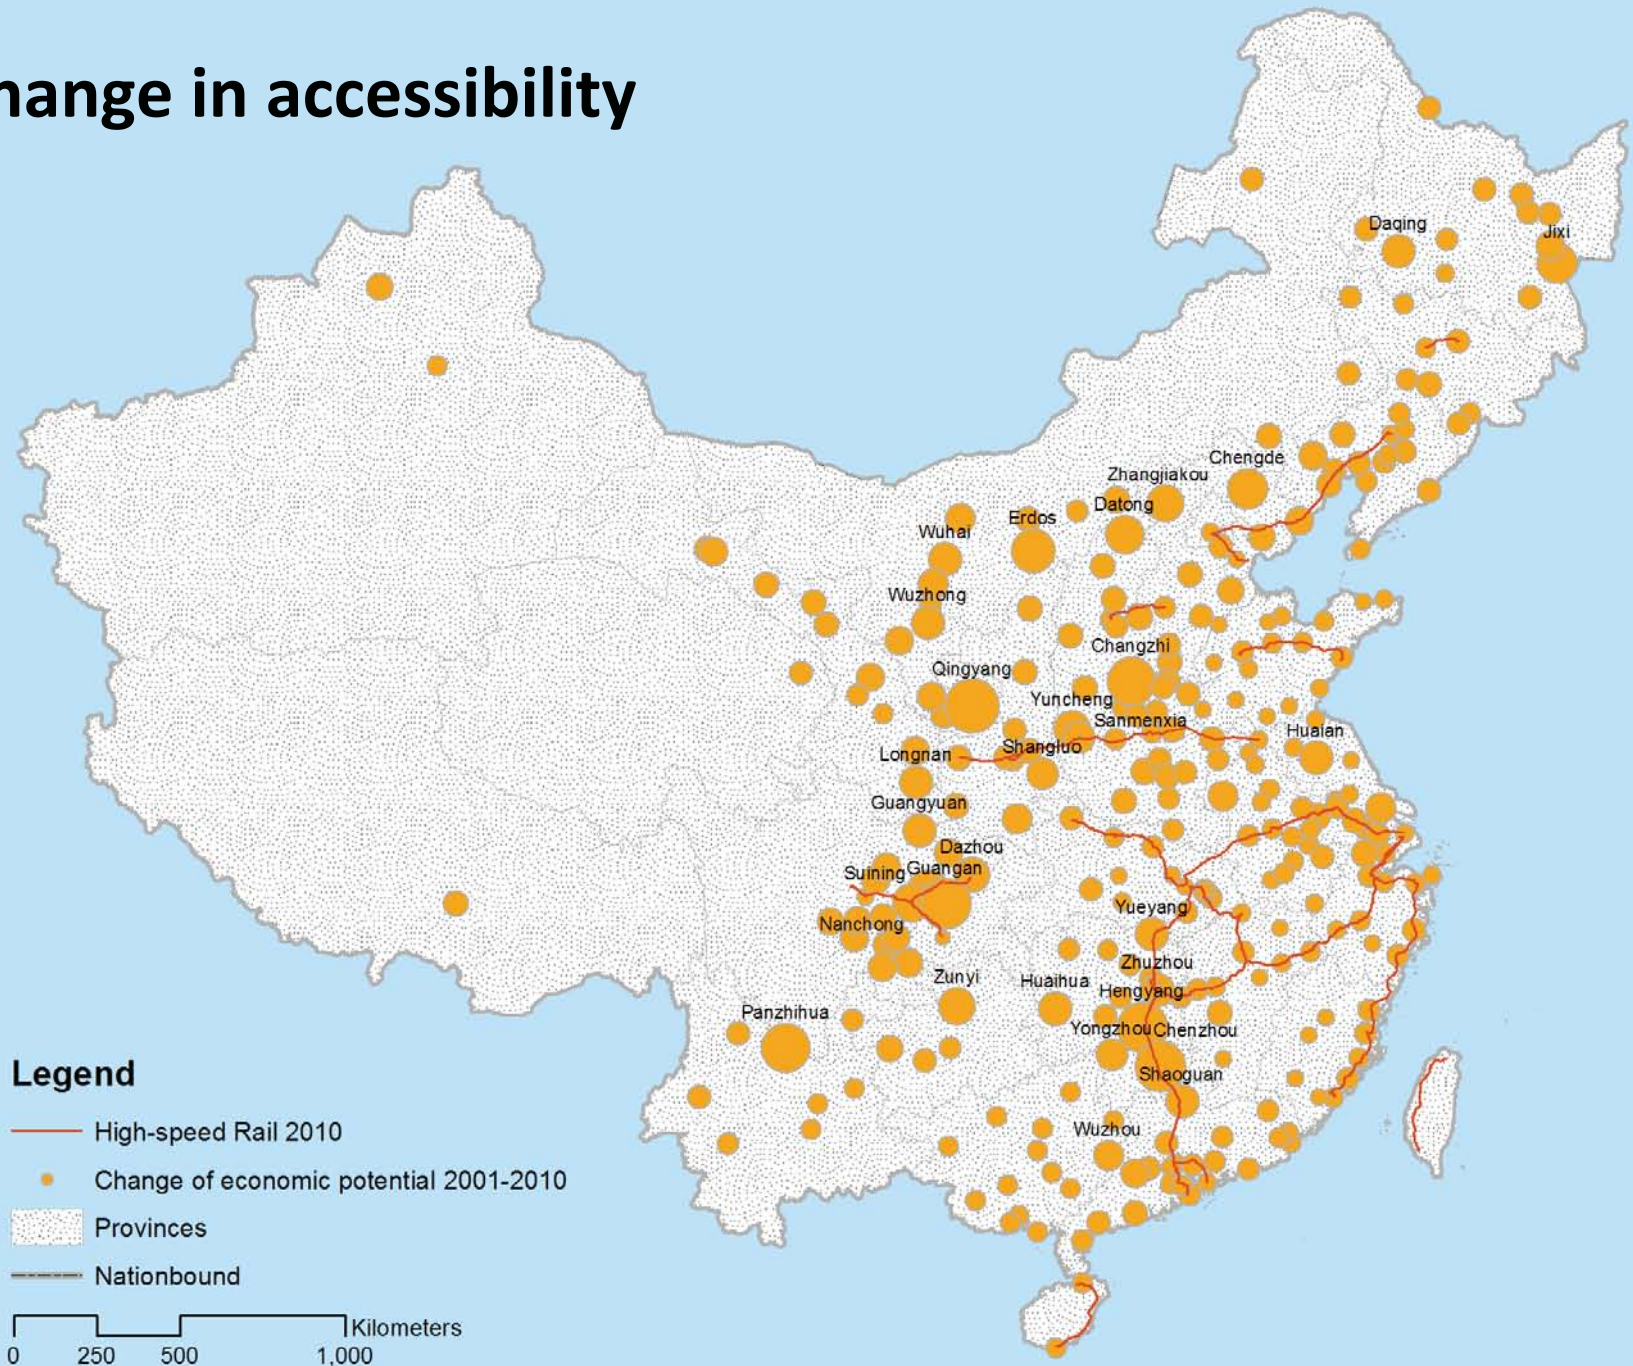 hange in accessibility
Daqing
Jixi
Chengde
Zhangjiakou
Datong
Erdos
Wuhai
Wuzhong
Changzhi
Qingyang
Yuncheng
Sanmenxia
Huaian
Shangluo
Longnan
Guangyuan
Dazhou
Suining
Guangan
Yueyang
Nanchong
Zhuzhou
Zunyi
Huaihua
Hengyang
Panzhihua
Yongzhou
Chenzhou
Shaoguan
Wuzhou
Legend
High-speed Rail 2010
Change of economic potential 2001-2010
Provinces
Nationbound
Kilometers
0 250 500 1,000